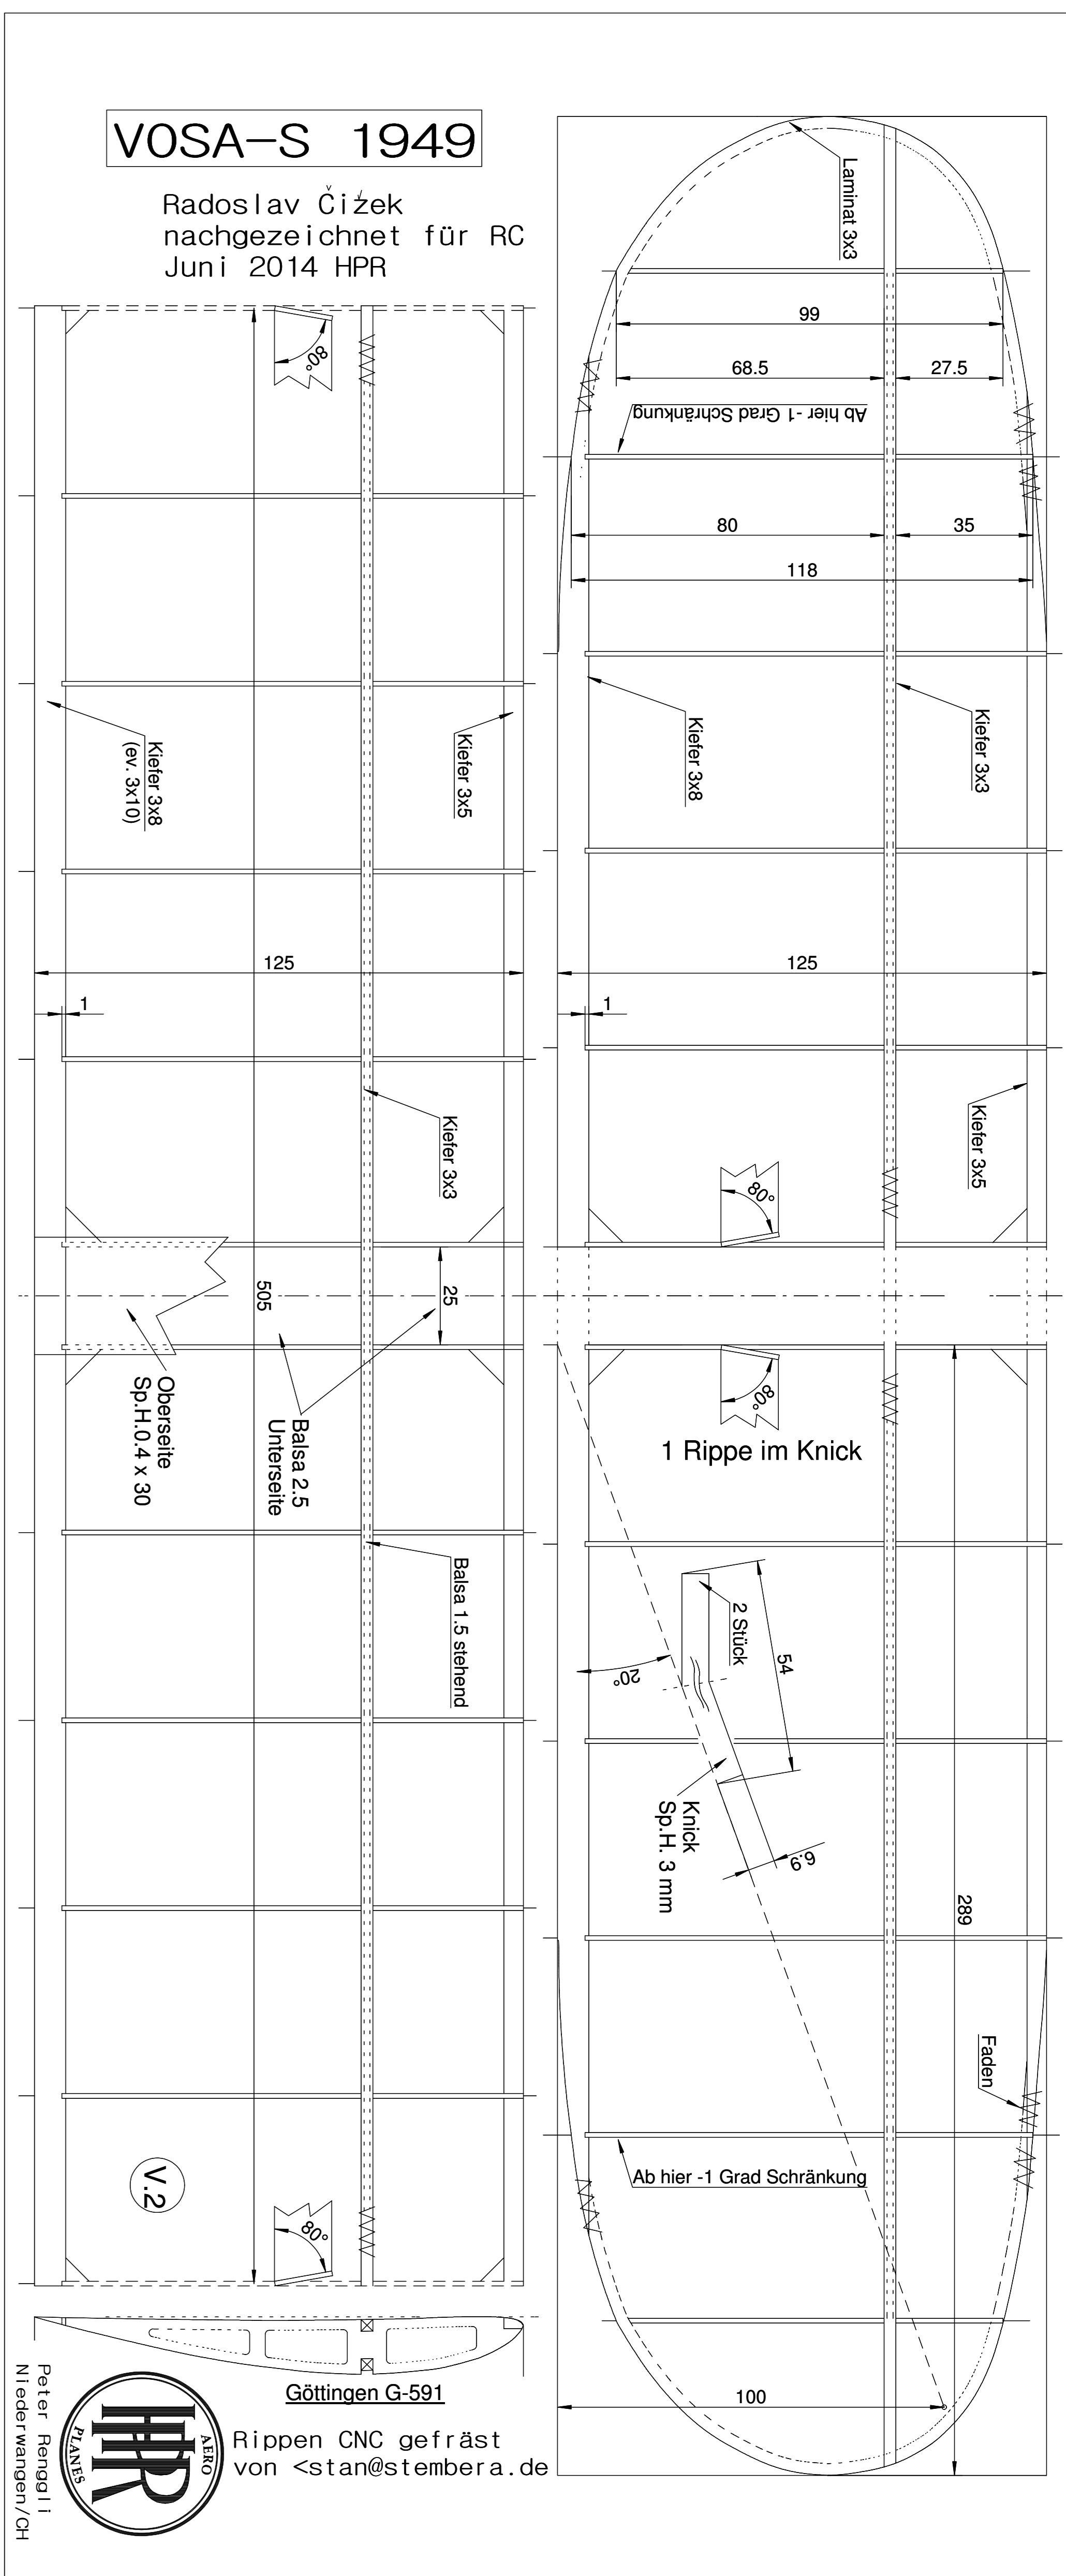 VOSA-S 1949
Radoslav Čížek
nachgezeichnet für RC
Juni 2014 HPR
80°
Kiefer 3x8
(ev. 3x10)
Kiefer 3x5
125
1
Kiefer 3x3
505
25
Oberseite
Sp.H.0.4 x 30
Balsa 2.5
Unterseite
Balsa 1.5 stehend
V.2
80°
Göttingen G-591
Rippen CNC gefräst
von <stan@stembera.de
AERO
HPR
PLANES
Peter Renggli
Niederwangen/CH
Laminat 3x3
99
68.5
27.5
Ab hier -1 Grad Schränkung
80
35
118
Kiefer 3x8
Kiefer 3x3
125
1
Kiefer 3x5
80°
80°
1 Rippe im Knick
2 Stück
54
20°
Knick
Sp.H. 3 mm
6.9
289
Faden
Ab hier -1 Grad Schränkung
100